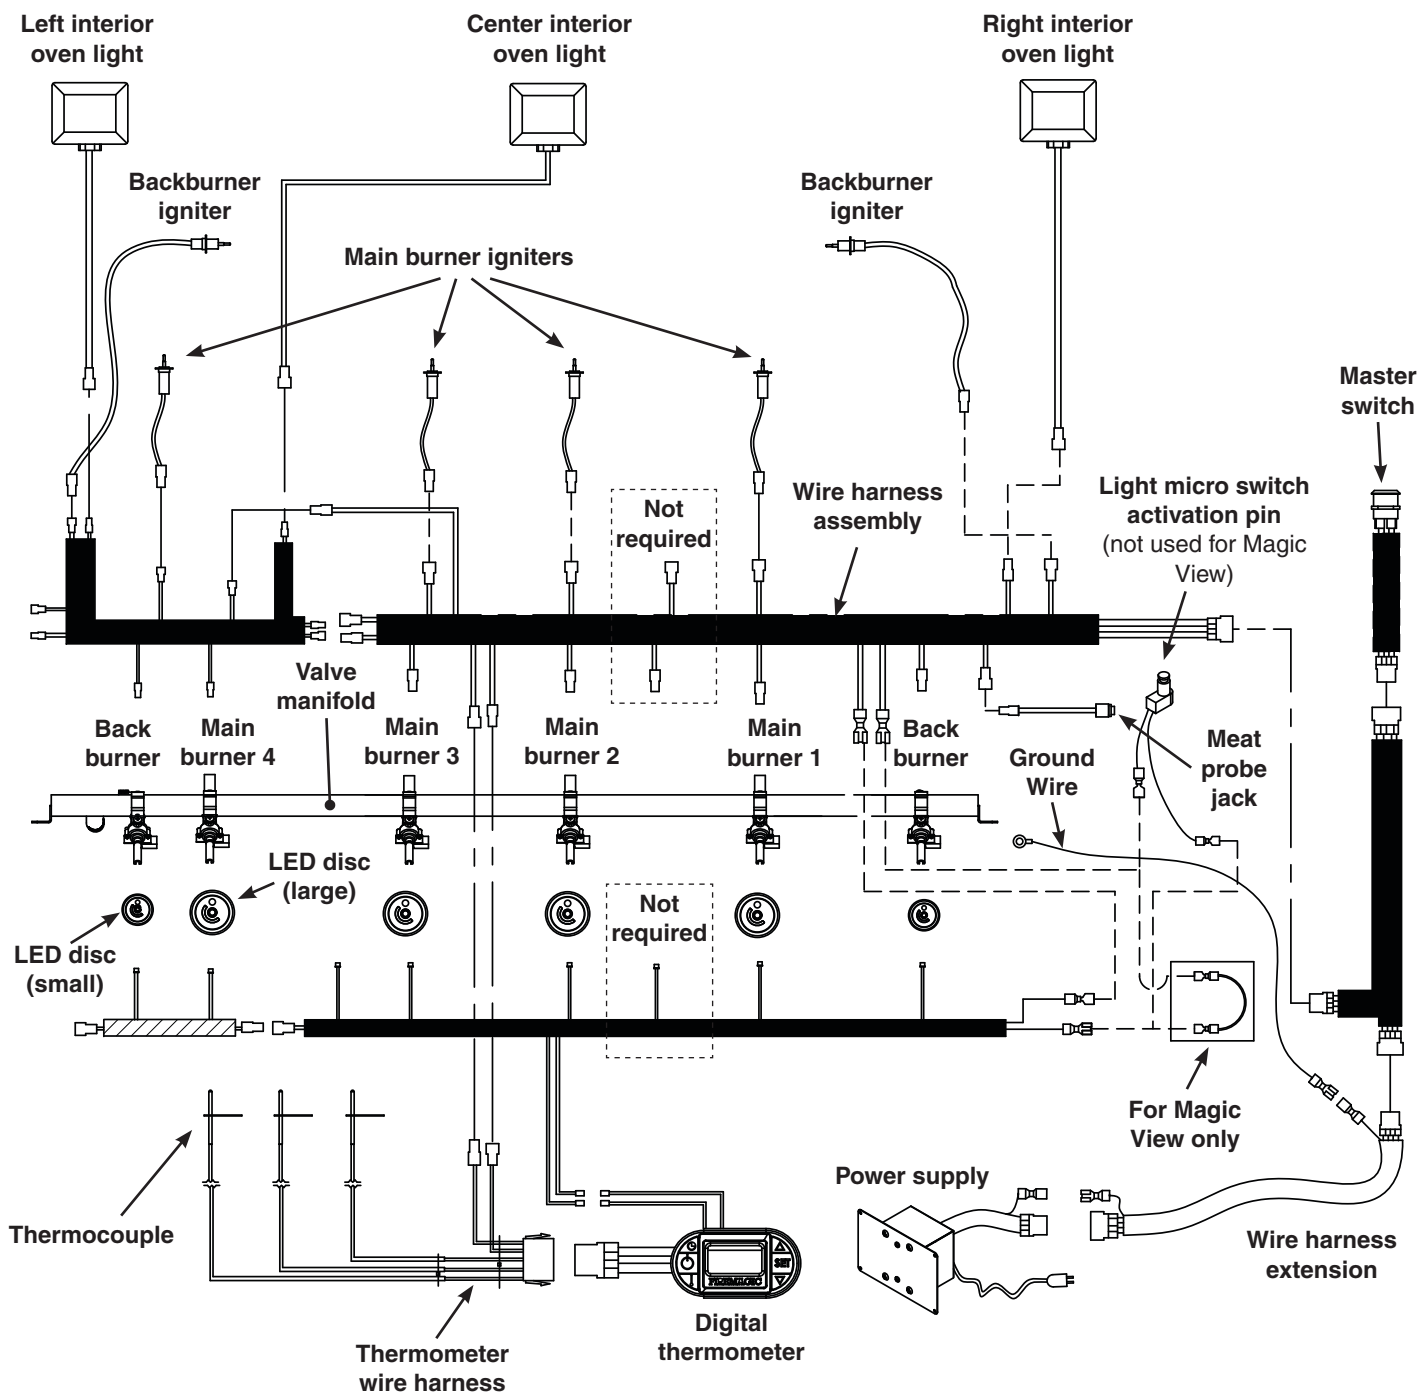 Left interior
oven light
Center interior
oven light
Right interior
oven light
Backburner
igniter
Backburner
igniter
Main burner igniters
Master
switch
Light micro switch
activation pin
(not used for Magic
View)
Wire harness
assembly
Not
required
Valve
manifold
Back
burner
Main
burner 4
Main
burner 3
Main
burner 2
Main
burner 1
Back
burner
Ground
Wire
Meat
probe
jack
LED disc
(large)
LED disc
(small)
Not
required
For Magic
View only
Power supply
Thermocouple
Wire harness
extension
SET
FIREMAGIC
Digital
thermometer
Thermometer
wire harness